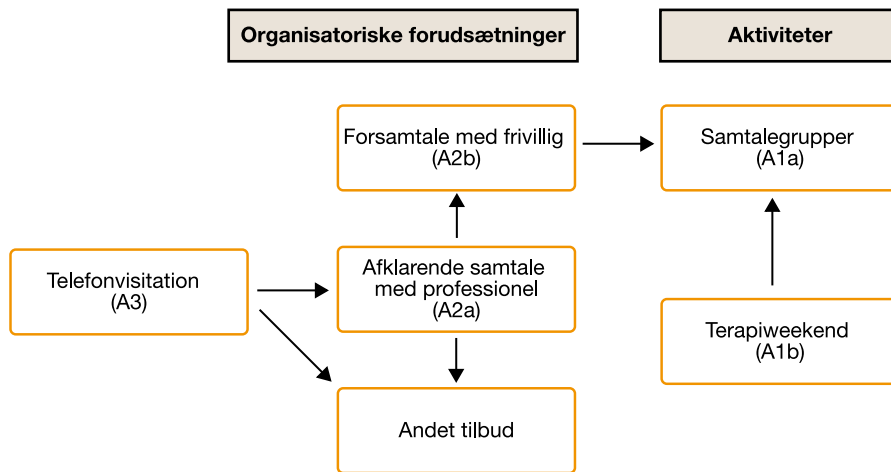 Organisatoriske forudsætninger
Aktiviteter
Forsamtale med frivillig
(A2b)
Samtalegrupper
(A1a)
Telefonvisitation
(A3)
Afklarende samtale
med professionel
(A2a)
Terapiweekend
(A1b)
Andet tilbud